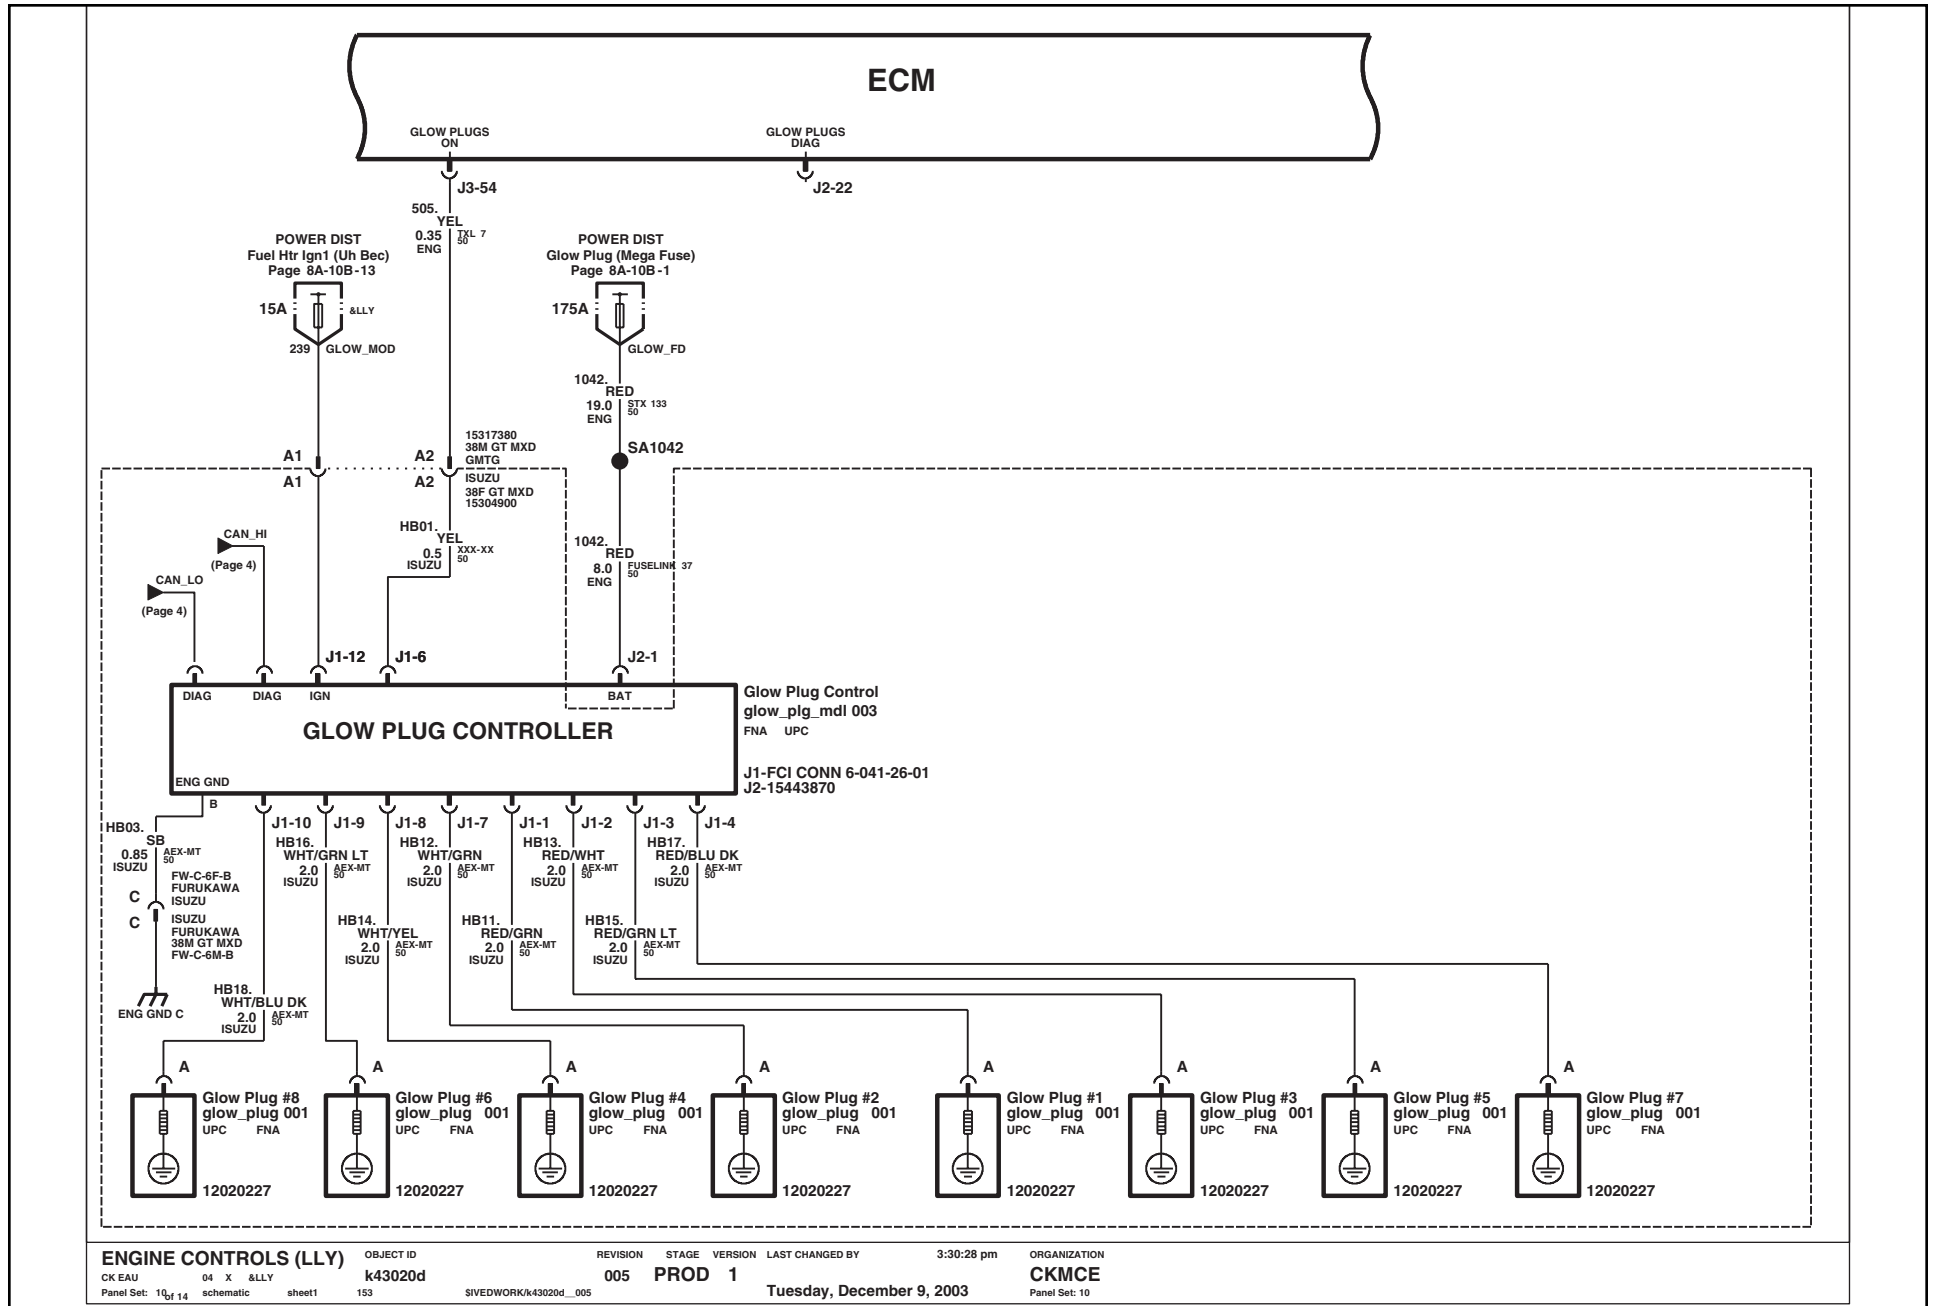 ECM
GLOW PLUGS
ON
GLOW PLUGS
DIAG
J3-54
J2-22
505.
YEL
0.35
TXL 7
50
ENG
POWER DIST
Fuel Htr Ign1 (Uh Bec)
Page 8A-10B-13
15A
&LLY
239
GLOW_MOD
POWER DIST
Glow Plug (Mega Fuse)
Page 8A-10B-1
175A
GLOW_FD
1042.
RED
19.0
STX 133
50
ENG
SA1042
A1
A1
A2
A2
15317380
38M GT MXD
GMTG
ISUZU
38F GT MXD
15304900
HB01.
YEL
0.5
XXX-XX
50
ISUZU
1042.
RED
8.0
FUSELINK 37
50
ENG
CAN_HI
(Page 4)
CAN_LO
(Page 4)
J1-12
J1-6
J2-1
DIAG
DIAG
IGN
BAT
GLOW PLUG CONTROLLER
Glow Plug Control
glow_plg_mdl 003
FNA UPC
J1-FCI CONN 6-041-26-01
J2-15443870
ENG GND
B
J1-10
J1-9
J1-8
J1-7
J1-1
J1-2
J1-3
J1-4
HB03.
SB
0.85
AEX-MT
50
ISUZU
FW-C-6F-B
FURUKAWA
ISUZU
C
C
ISUZU
FURUKAWA
38M GT MXD
FW-C-6M-B
ENG GND C
HB16.
WHT/GRN LT
2.0
AEX-MT
50
ISUZU
HB12.
WHT/GRN
2.0
AEX-MT
50
ISUZU
HB13.
RED/WHT
2.0
AEX-MT
50
ISUZU
HB17.
RED/BLU DK
2.0
AEX-MT
50
ISUZU
HB14.
WHT/YEL
2.0
AEX-MT
50
ISUZU
HB11.
RED/GRN
2.0
AEX-MT
50
ISUZU
HB15.
RED/GRN LT
2.0
AEX-MT
50
ISUZU
HB18.
WHT/BLU DK
2.0
AEX-MT
50
ISUZU
A
Glow Plug #8
glow_plug 001
UPC FNA
12020227
A
Glow Plug #6
glow_plug 001
UPC FNA
12020227
A
Glow Plug #4
glow_plug 001
UPC FNA
12020227
A
Glow Plug #2
glow_plug 001
UPC FNA
12020227
A
Glow Plug #1
glow_plug 001
UPC FNA
12020227
A
Glow Plug #3
glow_plug 001
UPC FNA
12020227
A
Glow Plug #5
glow_plug 001
UPC FNA
12020227
A
Glow Plug #7
glow_plug 001
UPC FNA
12020227
ENGINE CONTROLS (LLY)
CK EAU 04 X &LLY
Panel Set: 10 of 14 schematic sheet1 153 $IVEDWORK/k43020d__005
OBJECT ID
k43020d
REVISION STAGE VERSION LAST CHANGED BY 3:30:28 pm
005 PROD 1
Tuesday, December 9, 2003
ORGANIZATION
CKMCE
Panel Set: 10